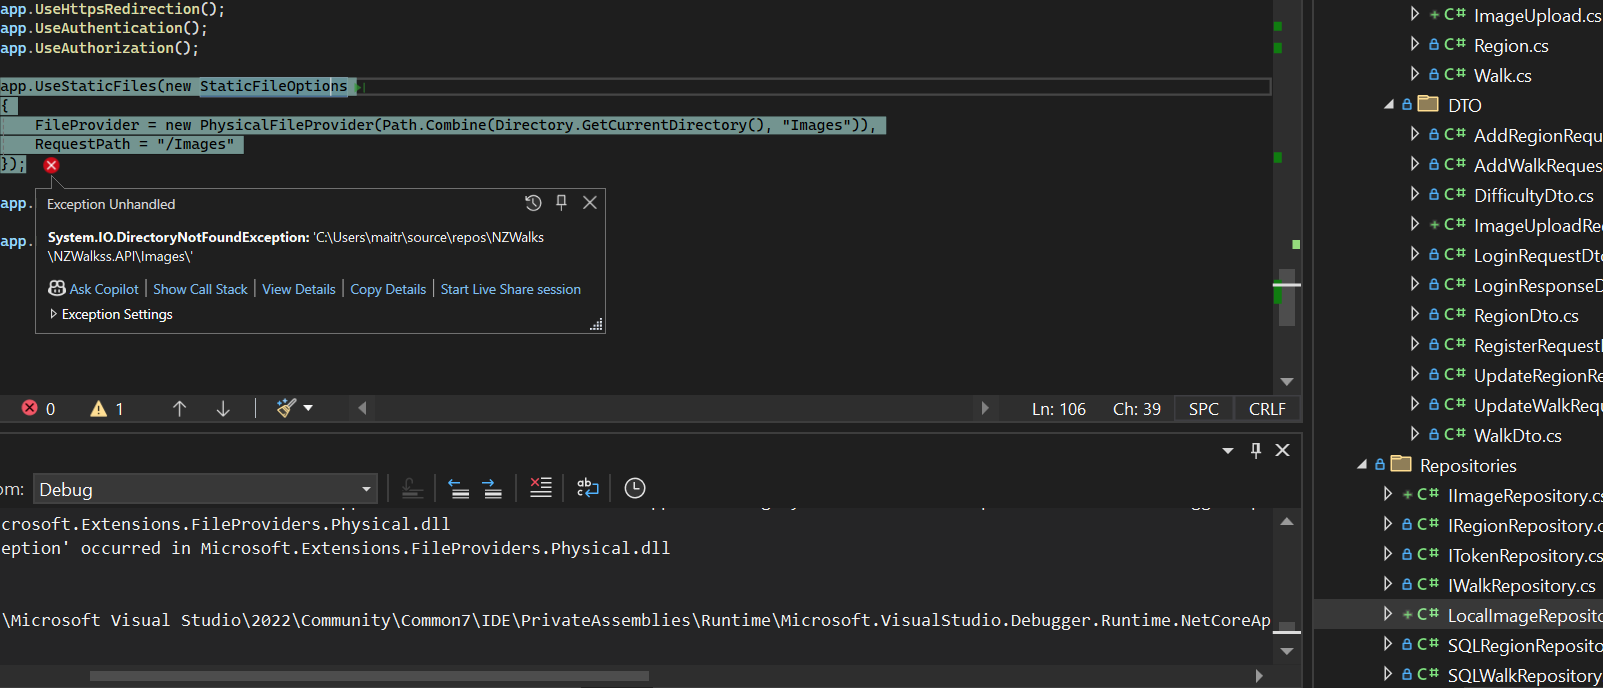 app.UseHttpsRedirection();
app.UseAuthentication();
app.UseAuthorization();
app.UseStaticFiles(new StaticFileOptions
{
FileProvider = new PhysicalFileProvider(Path.Combine(Directory.GetCurrentDirectory(), "Images")),
RequestPath = "/Images"
});
app.
app.
Exception Unhandled
System.IO.DirectoryNotFoundException: 'C:\Users\maitr\source\repos\NZWalks
\NZWalkss.API\Images\'
Ask Copilot | Show Call Stack | View Details | Copy Details | Start Live Share session
Exception Settings
0 1 Ln: 106 Ch: 39 SPC CRLF
om: Debug
crosoft.Extensions.FileProviders.Physical.dll
eption' occurred in Microsoft.Extensions.FileProviders.Physical.dll
\Microsoft Visual Studio\2022\Community\Common7\IDE\PrivateAssemblies\Runtime\Microsoft.VisualStudio.Debugger.Runtime.NetCoreAp
C# ImageUpload.cs
C# Region.cs
C# Walk.cs
DTO
C# AddRegionRequ
C# AddWalkReques
C# DifficultyDto.cs
C# ImageUploadRe
C# LoginRequestDt
C# LoginResponseD
C# RegionDto.cs
C# RegisterRequest
C# UpdateRegionRe
C# UpdateWalkRequ
C# WalkDto.cs
Repositories
C# IImageRepository.cs
C# IRegionRepository.c
C# ITokenRepository.cs
C# IWalkRepository.cs
C# LocalImageReposito
C# SQLRegionReposito
C# SQLWalkRepository